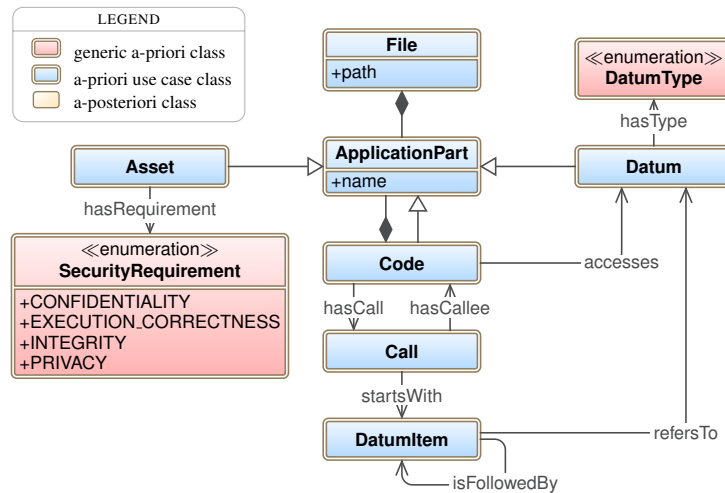 LEGEND
generic a-priori class
a-priori use case class
a-posteriori class
File
+path
≪enumeration≫
DatumType
hasType
Asset
ApplicationPart
+name
Datum
hasRequirement
≪enumeration≫
SecurityRequirement
+CONFIDENTIALITY
+EXECUTION_CORRECTNESS
+INTEGRITY
+PRIVACY
Code
accesses
hasCall
hasCallee
Call
startsWith
DatumItem
refersTo
isFollowedBy